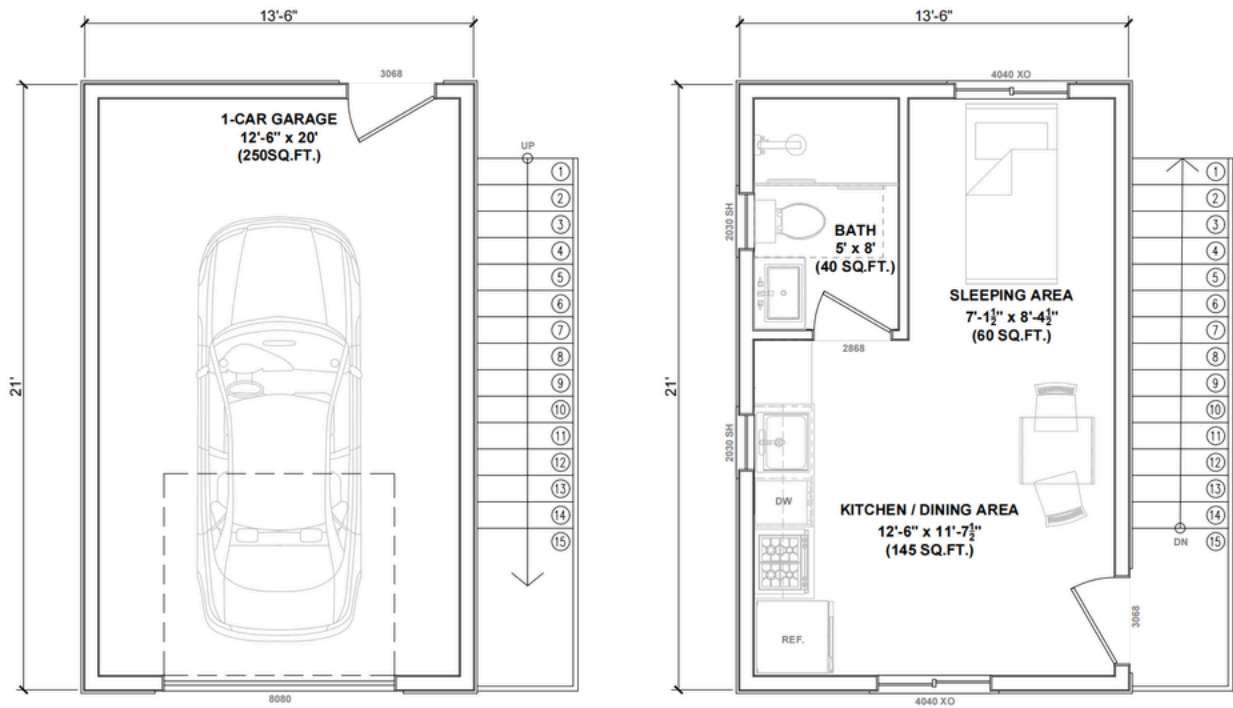 13'-6"
3068
1-CAR GARAGE
12'-6" x 20'
(250SQ.FT.)
UP
1
2
3
4
5
6
7
8
9
10
11
12
13
14
15
21'
8080
13'-6"
4040 XO
2030 SH
BATH
5' x 8'
(40 SQ.FT.)
SLEEPING AREA
7'-1½" x 8'-4½"
(60 SQ.FT.)
2868
21'
2030 SH
DW
KITCHEN / DINING AREA
12'-6" x 11'-7½"
(145 SQ.FT.)
REF.
3068
4040 XO
1
2
3
4
5
6
7
8
9
10
11
12
13
14
15
DN